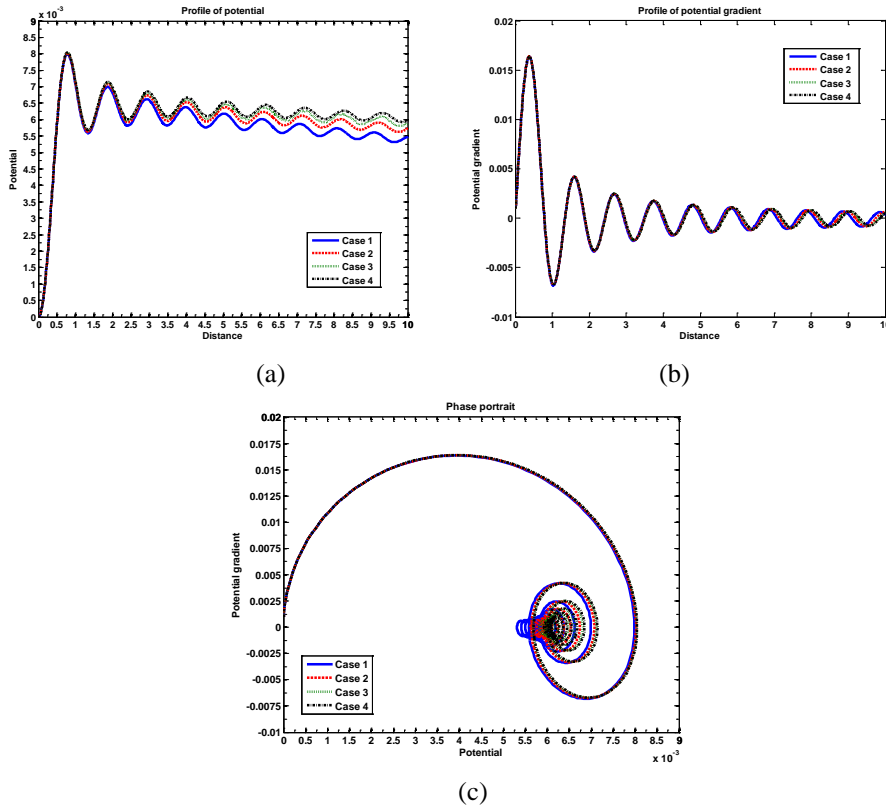 x 10⁻³
Profile of potential
9
8.5
8
7.5
7
6.5
6
5.5
5
4.5
4
3.5
3
2.5
2
1.5
1
0.5
0
Potential
Case 1
Case 2
Case 3
Case 4
0 0.5 1 1.5 2 2.5 3 3.5 4 4.5 5 5.5 6 6.5 7 7.5 8 8.5 9 9.5 10
Distance
(a)
Profile of potential gradient
0.02
0.015
0.01
0.005
0
-0.005
-0.01
Potential gradient
Case 1
Case 2
Case 3
Case 4
0 1 2 3 4 5 6 7 8 9 10
Distance
(b)
Phase portrait
0.02
0.0175
0.015
0.0125
0.01
0.0075
0.005
0.0025
0
-0.0025
-0.005
-0.0075
-0.01
Potential gradient
Case 1
Case 2
Case 3
Case 4
0 0.5 1 1.5 2 2.5 3 3.5 4 4.5 5 5.5 6 6.5 7 7.5 8 8.5 9
Potential
x 10⁻³
(c)